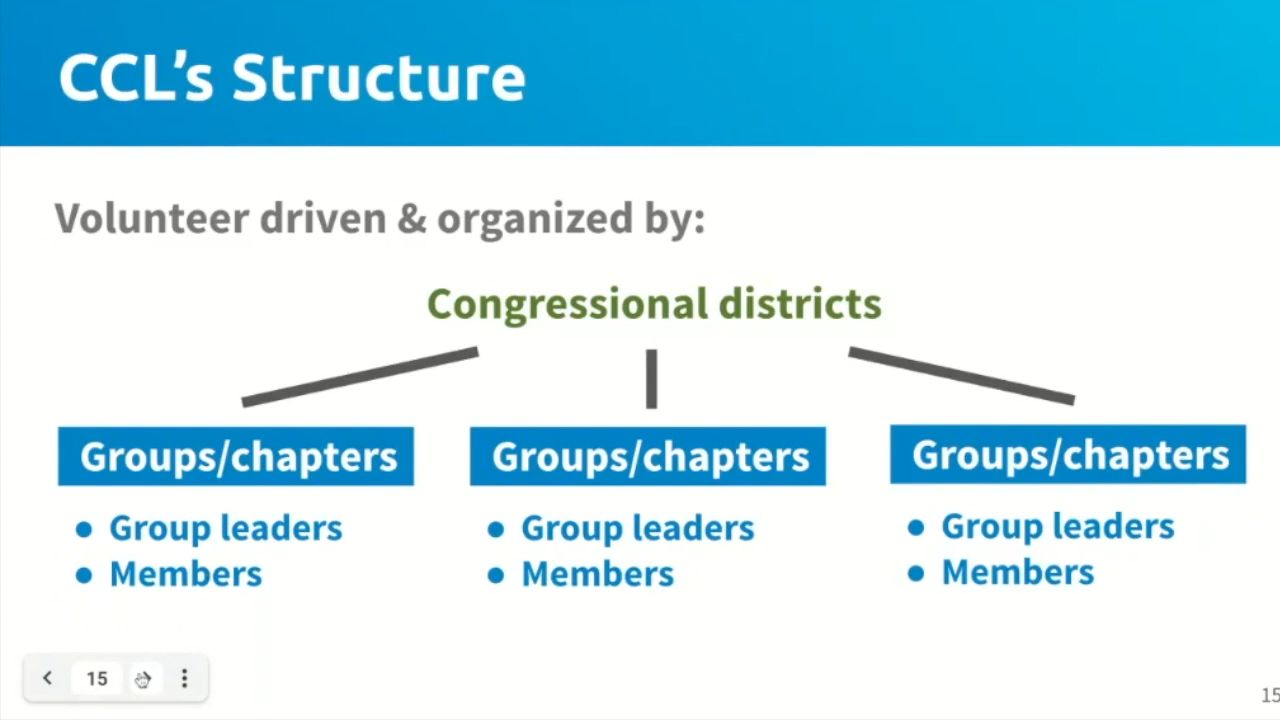 CCL’s Structure
Volunteer driven & organized by:
Congressional districts
Groups/chapters
● Group leaders
● Members
Groups/chapters
● Group leaders
● Members
Groups/chapters
● Group leaders
● Members
15
15